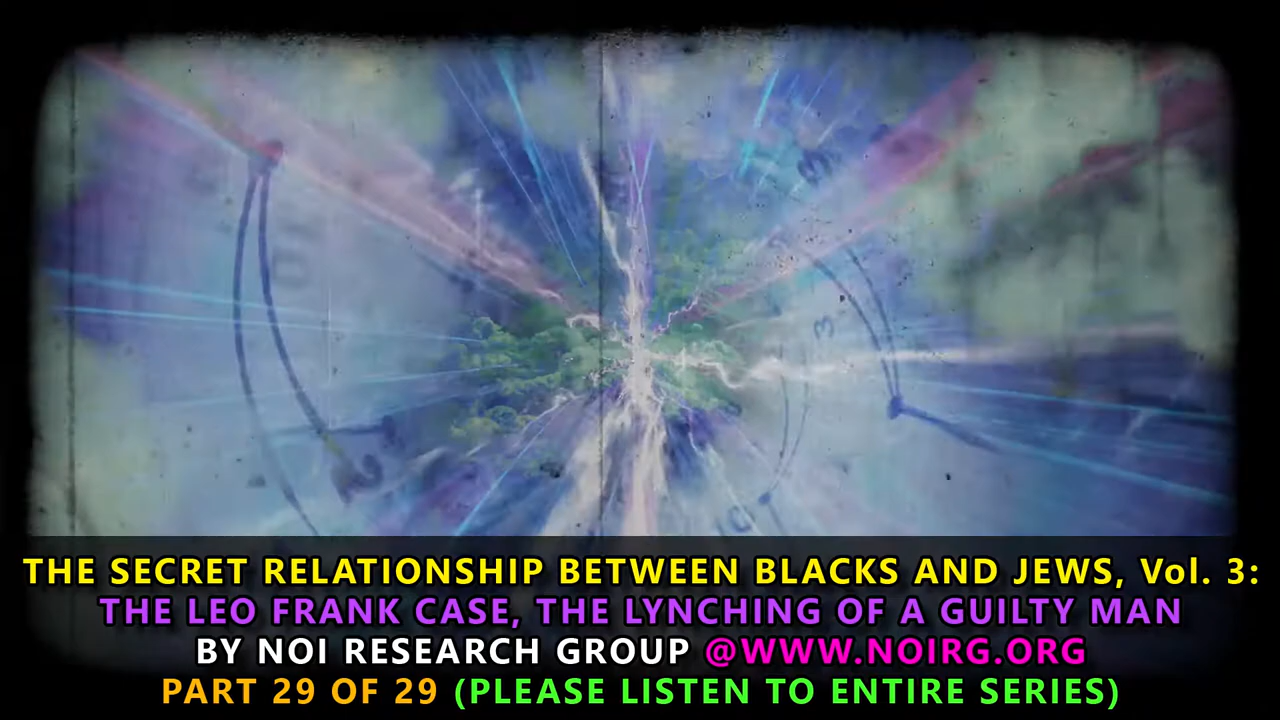 THE SECRET RELATIONSHIP BETWEEN BLACKS AND JEWS, Vol. 3:
THE LEO FRANK CASE, THE LYNCHING OF A GUILTY MAN
BY NOI RESEARCH GROUP @WWW.NOIRG.ORG
PART 29 OF 29 (PLEASE LISTEN TO ENTIRE SERIES)